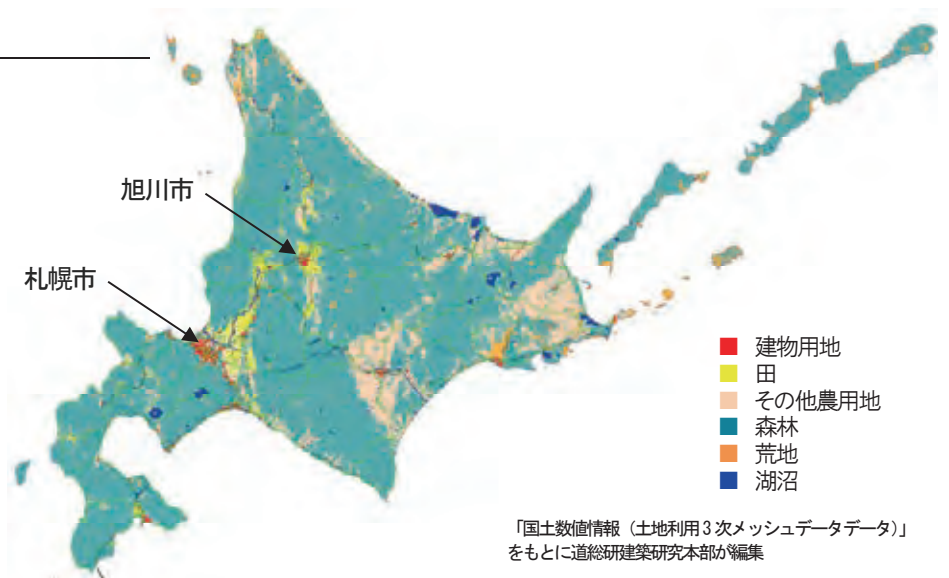 旭川市
札幌市
建物用地
田
その他農用地
森林
荒地
湖沼
「国土数値情報（土地利用3次メッシュデータデータ）」
をもとに道総研建築研究本部が編集